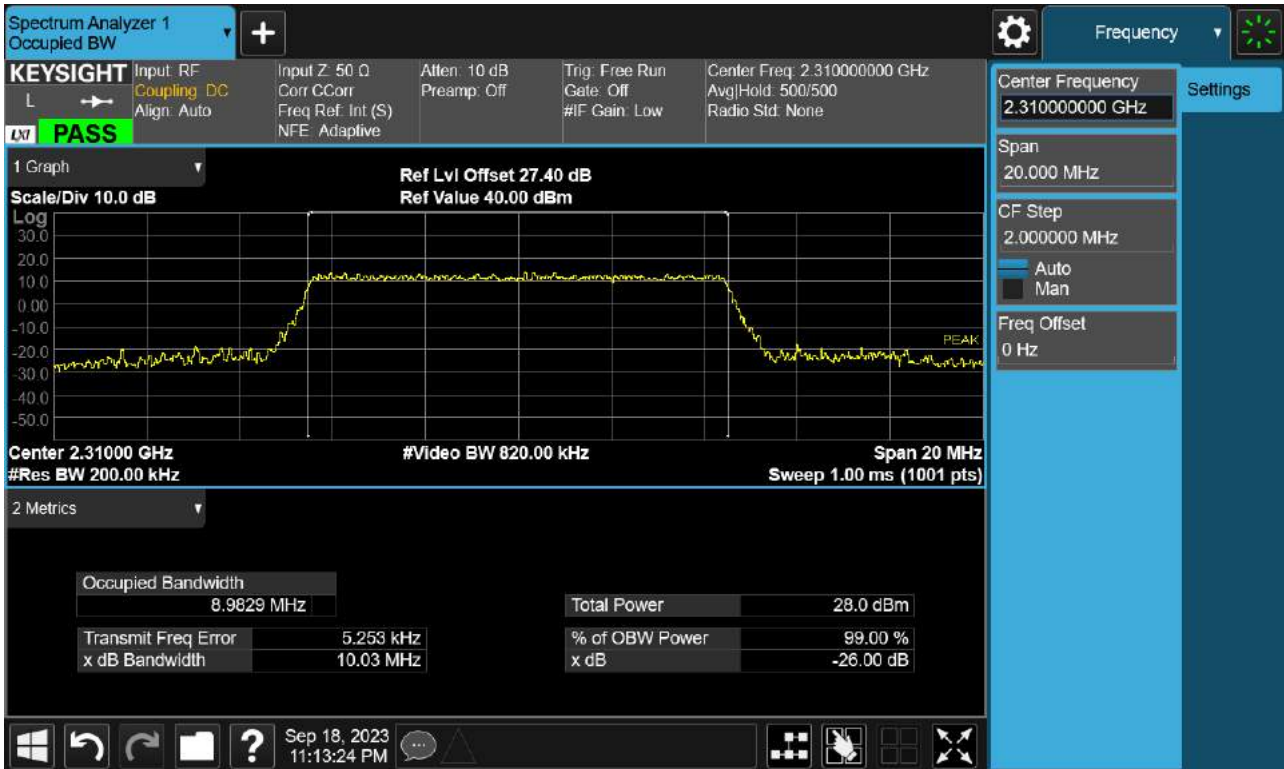 Spectrum Analyzer 1
Occupied BW
Frequency
KEYSIGHT
L
LXI PASS
Input: RF
Coupling: DC
Align: Auto
Input Z: 50 Ω
Corr CCorr
Freq Ref: Int (S)
NFE: Adaptive
Atten: 10 dB
Preamp: Off
Trig: Free Run
Gate: Off
#IF Gain: Low
Center Freq: 2.310000000 GHz
Avg|Hold: 500/500
Radio Std: None
Center Frequency
2.310000000 GHz
Settings
Span
20.000 MHz
CF Step
2.000000 MHz
Auto
Man
Freq Offset
0 Hz
1 Graph
Scale/Div 10.0 dB
Ref Lvl Offset 27.40 dB
Ref Value 40.00 dBm
Log
30.0
20.0
10.0
0.00
-10.0
-20.0
-30.0
-40.0
-50.0
PEAK
Center 2.31000 GHz
#Video BW 820.00 kHz
Span 20 MHz
#Res BW 200.00 kHz
Sweep 1.00 ms (1001 pts)
2 Metrics
Occupied Bandwidth
8.9829 MHz
Total Power 28.0 dBm
Transmit Freq Error 5.253 kHz
% of OBW Power 99.00 %
x dB Bandwidth 10.03 MHz
x dB -26.00 dB
?
Sep 18, 2023
11:13:24 PM